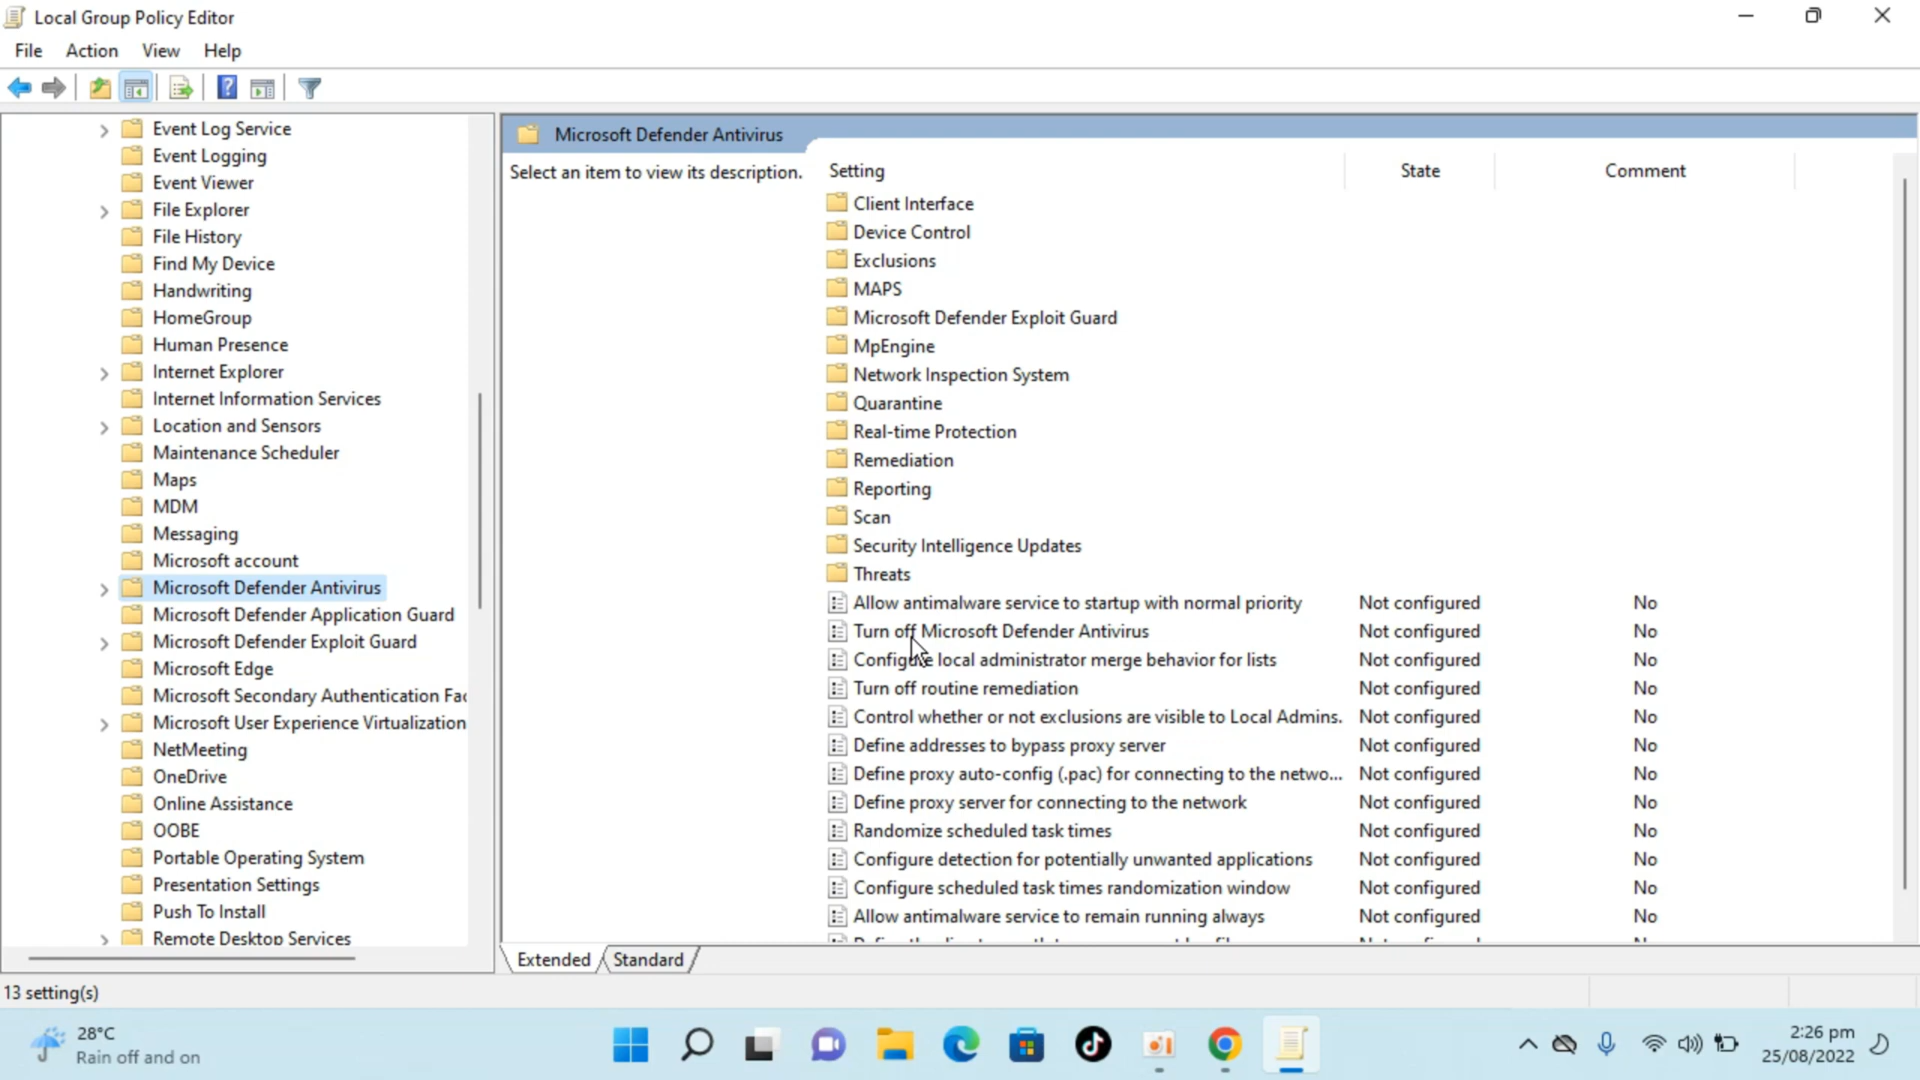 Local Group Policy Editor
File Action View Help
Event Log Service
Event Logging
Event Viewer
File Explorer
File History
Find My Device
Handwriting
HomeGroup
Human Presence
Internet Explorer
Internet Information Services
Location and Sensors
Maintenance Scheduler
Maps
MDM
Messaging
Microsoft account
Microsoft Defender Antivirus
Microsoft Defender Application Guard
Microsoft Defender Exploit Guard
Microsoft Edge
Microsoft Secondary Authentication Fac
Microsoft User Experience Virtualization
NetMeeting
OneDrive
Online Assistance
OOBE
Portable Operating System
Presentation Settings
Push To Install
Remote Desktop Services
Microsoft Defender Antivirus
Select an item to view its description.
Setting State Comment
Client Interface
Device Control
Exclusions
MAPS
Microsoft Defender Exploit Guard
MpEngine
Network Inspection System
Quarantine
Real-time Protection
Remediation
Reporting
Scan
Security Intelligence Updates
Threats
Allow antimalware service to startup with normal priority Not configured No
Turn off Microsoft Defender Antivirus Not configured No
Configure local administrator merge behavior for lists Not configured No
Turn off routine remediation Not configured No
Control whether or not exclusions are visible to Local Admins. Not configured No
Define addresses to bypass proxy server Not configured No
Define proxy auto-config (.pac) for connecting to the netwo... Not configured No
Define proxy server for connecting to the network Not configured No
Randomize scheduled task times Not configured No
Configure detection for potentially unwanted applications Not configured No
Configure scheduled task times randomization window Not configured No
Allow antimalware service to remain running always Not configured No
Extended Standard
13 setting(s)
28°C
Rain off and on
2:26 pm
25/08/2022